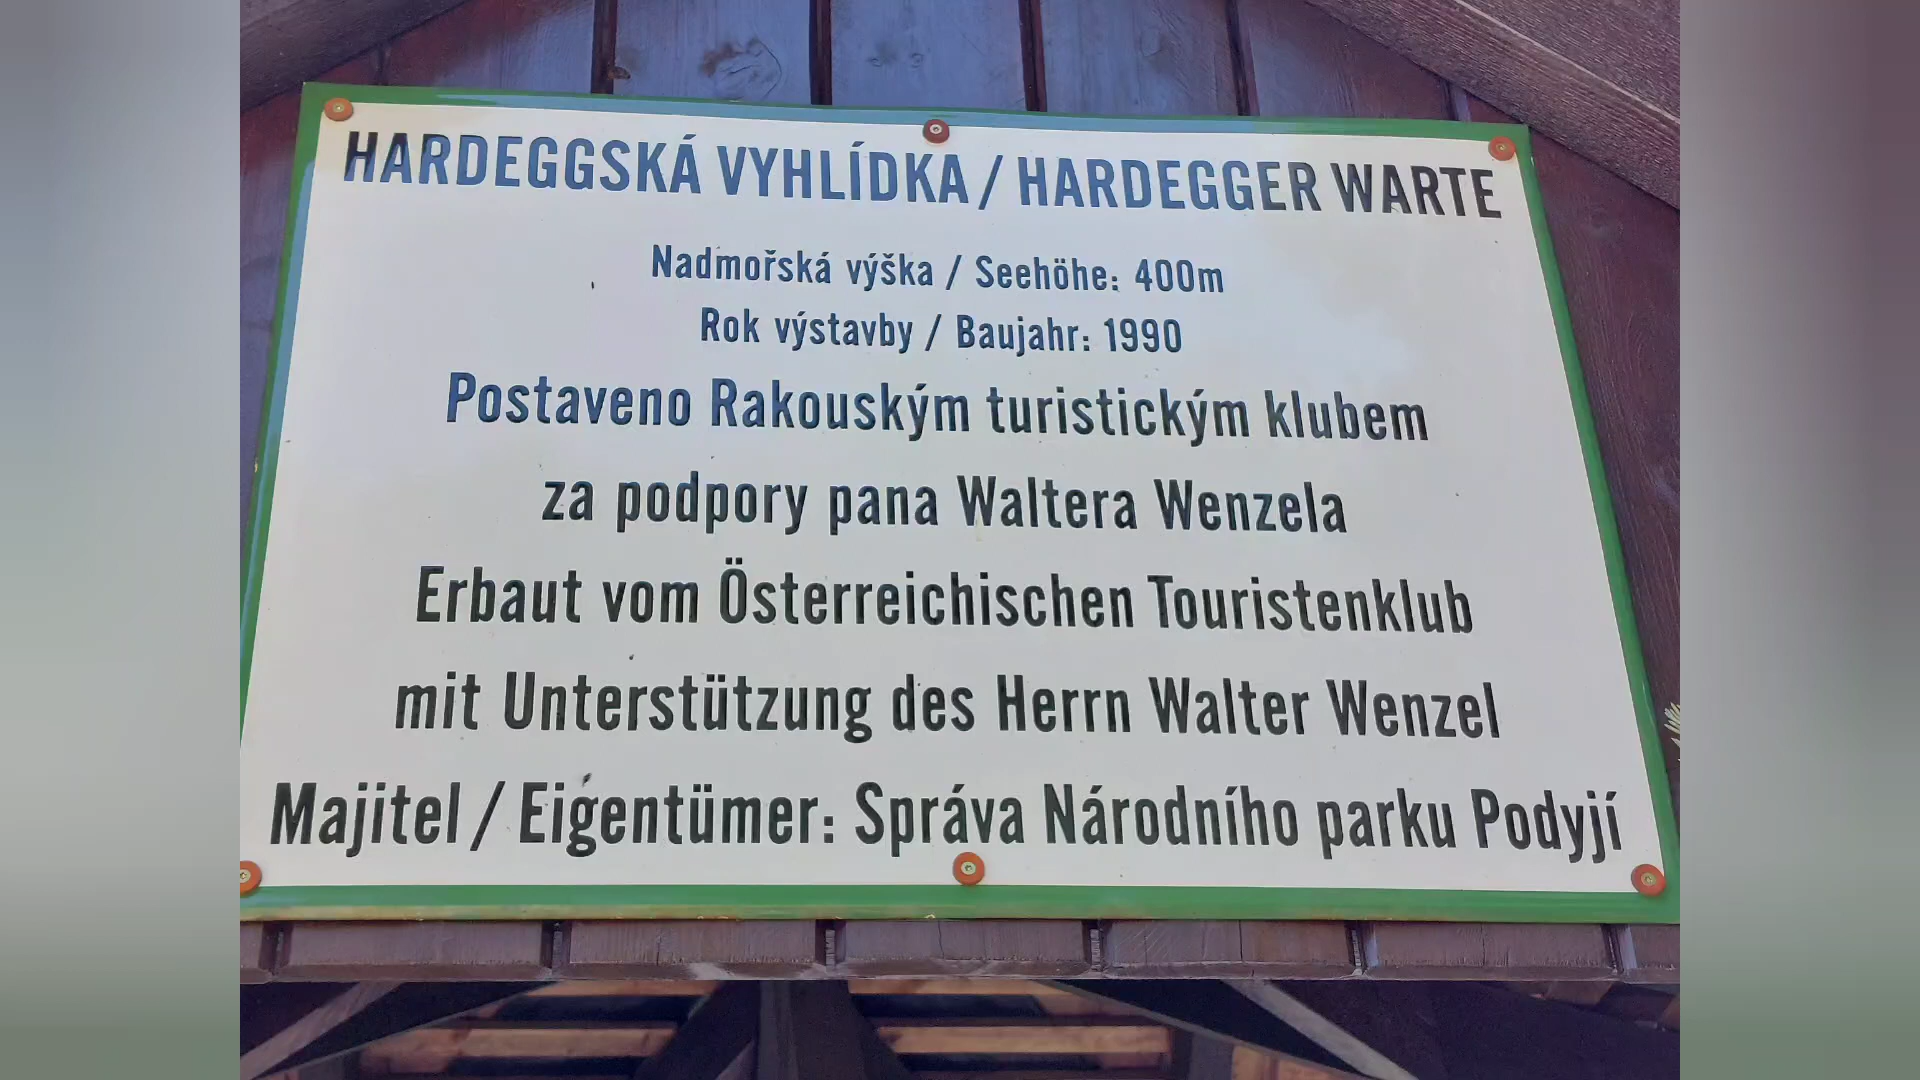 HARDEGGSKÁ VYHLÍDKA / HARDEGGER WARTE
Nadmořská výška / Seehöhe: 400m
Rok výstavby / Baujahr: 1990
Postaveno Rakouským turistickým klubem
za podpory pana Waltera Wenzela
Erbaut vom Österreichischen Touristenklub
mit Unterstützung des Herrn Walter Wenzel
Majitel / Eigentümer: Správa Národního parku Podyjí